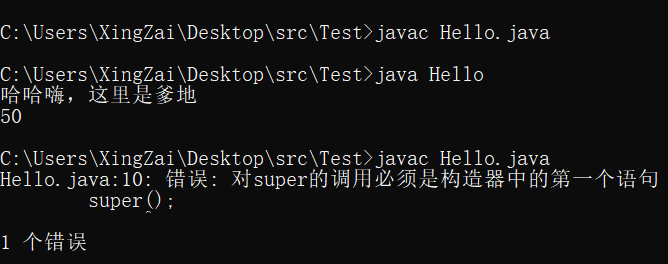 C:\Users\XingZai\Desktop\src\Test>javac Hello.java
C:\Users\XingZai\Desktop\src\Test>java Hello
哈哈嗨，这里是爹地
50
C:\Users\XingZai\Desktop\src\Test>javac Hello.java
Hello.java:10: 错误: 对super的调用必须是构造器中的第一个语句
super();
^
1 个错误